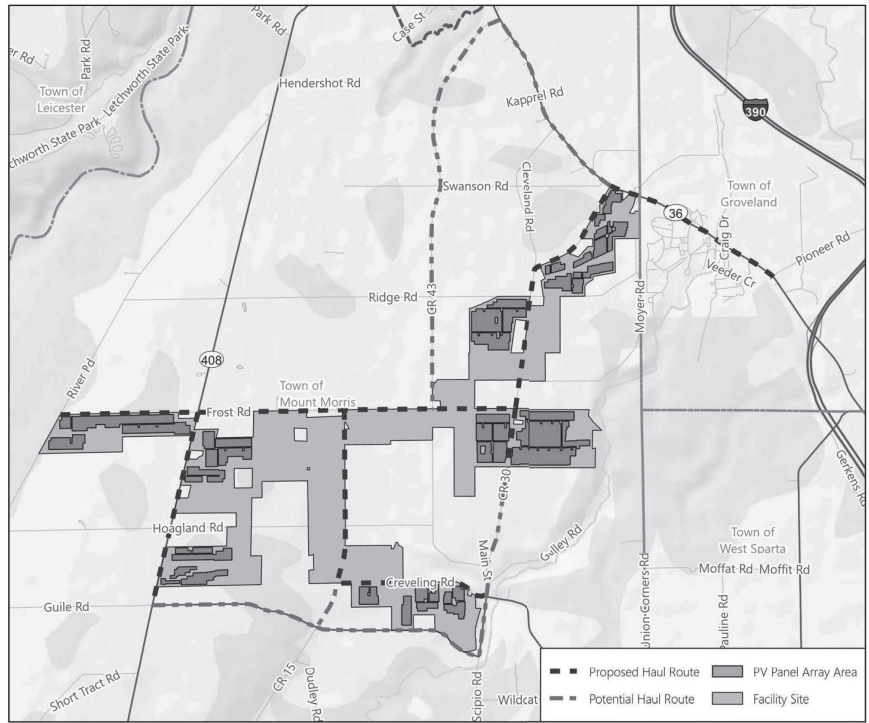 Park Rd
Case St
er Rd
Park Rd
Letchworth State Park
Town of
Leicester
chworth State Park
Hendershot Rd
Kapprel Rd
390
Swanson Rd
Cleveland Rd
Town of
Groveland
36
Craig Dr
Pioneer Rd
Veeder Cr
Ridge Rd
CR 43
Moyer Rd
408
River Rd
Town of
Mount Morris
Frost Rd
Gerkens Rd
CR 30
Hoagland Rd
Gulley Rd
Main St
Town of
West Sparta
Moffat Rd
Moffit Rd
Creveling Rd
Union Corners Rd
Pauline Rd
Guile Rd
CR 15
Dudley Rd
Short Tract Rd
Scipio Rd
Wildcat
Proposed Haul Route
PV Panel Array Area
Potential Haul Route
Facility Site